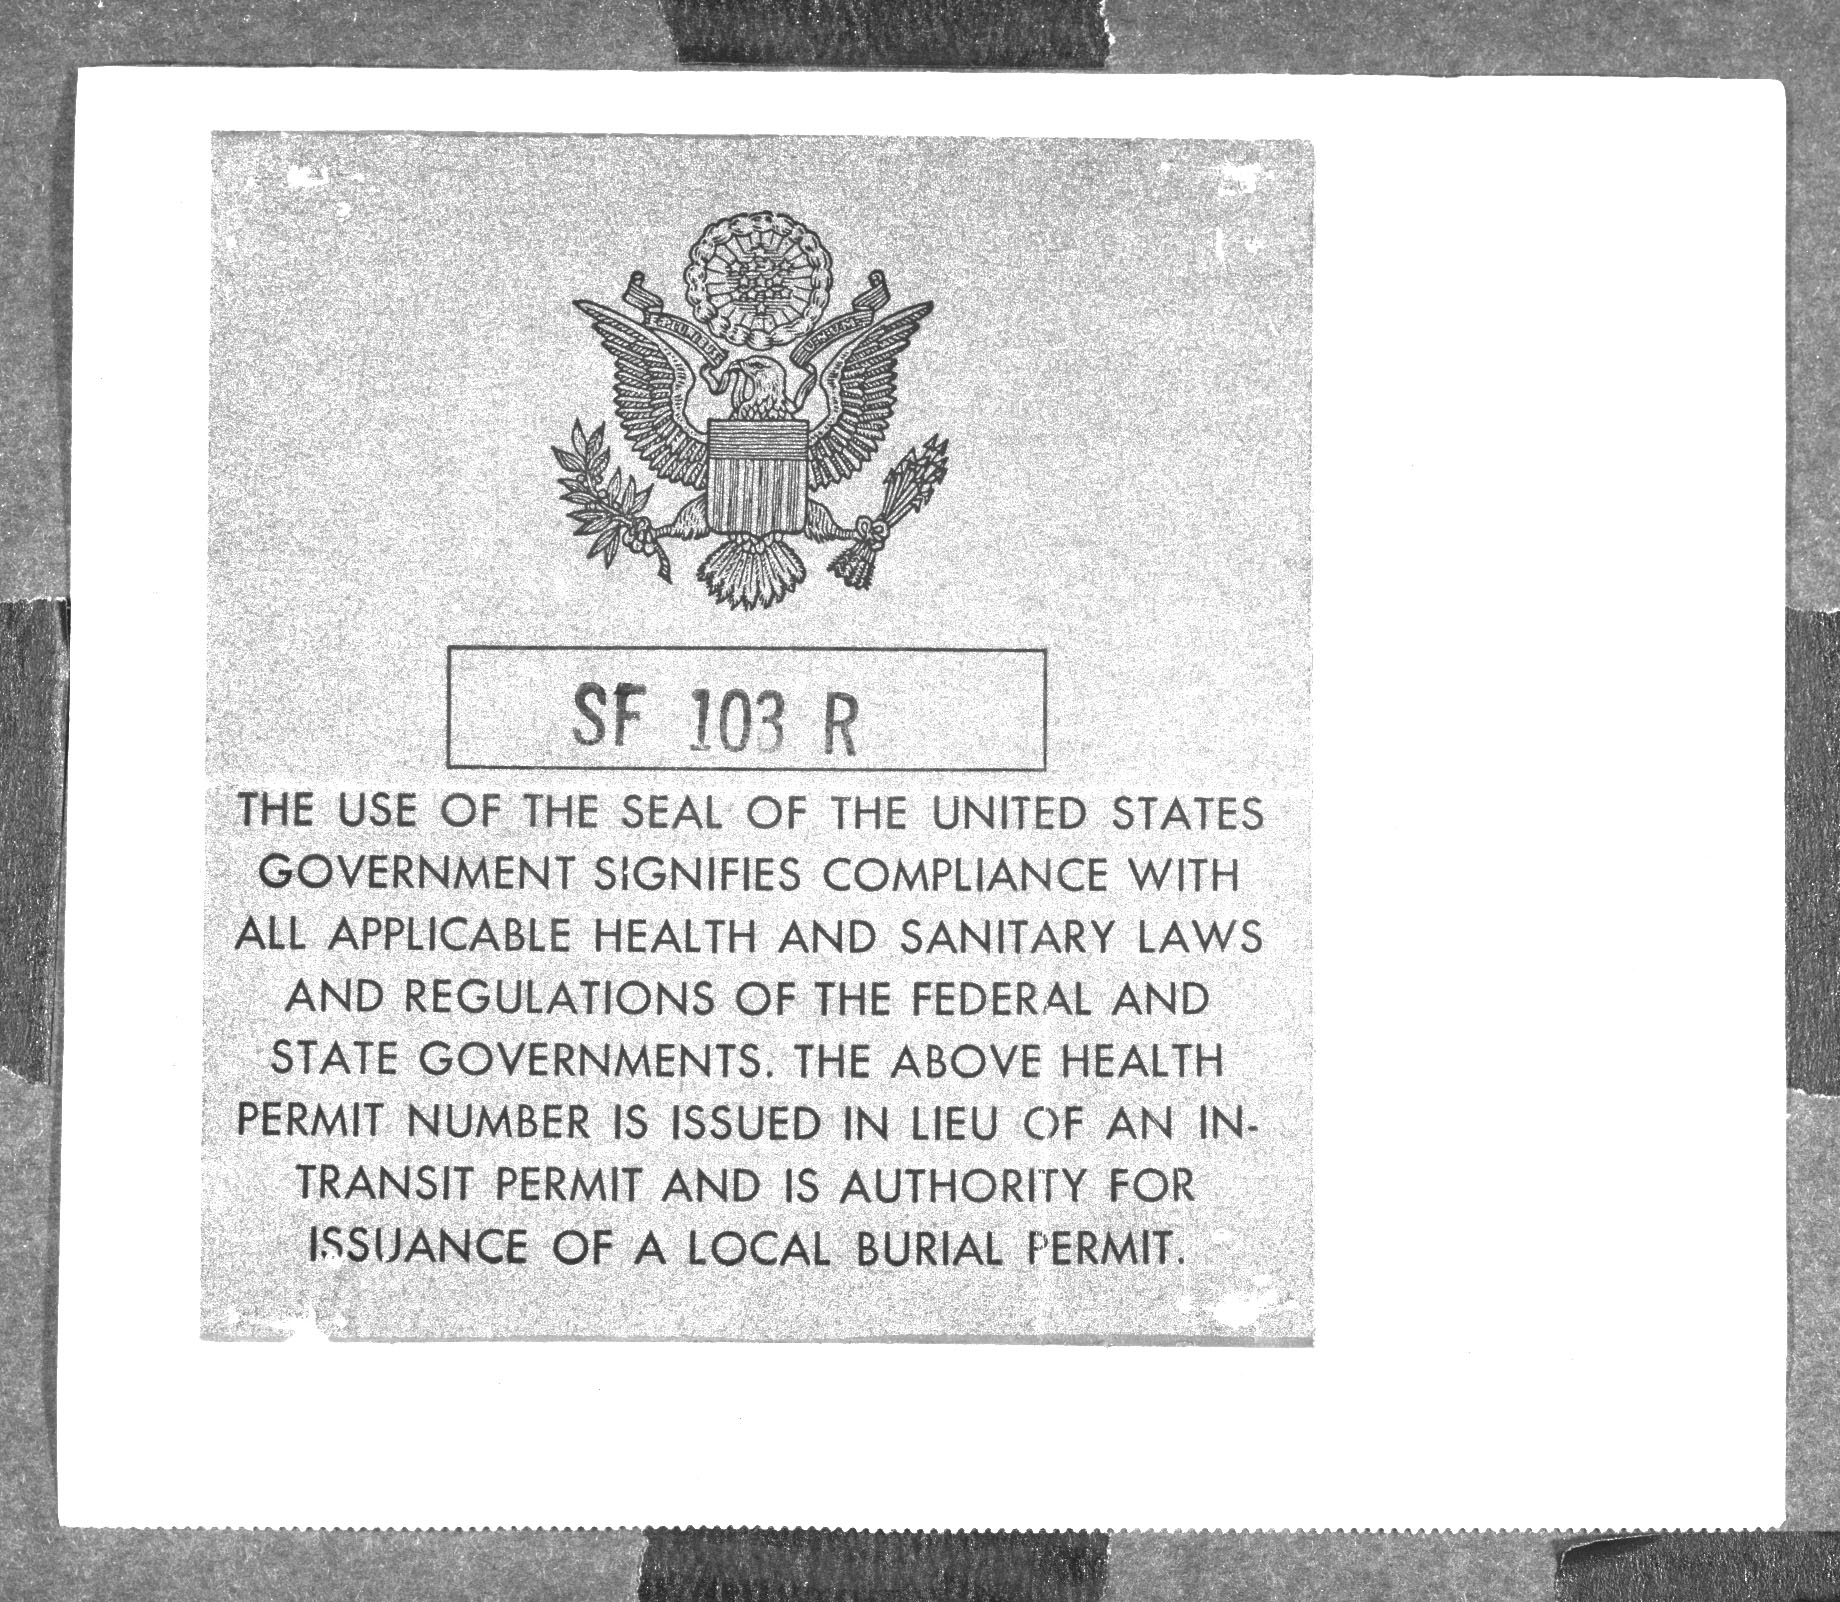 E PLURIBUS UNUM
SF 103 R
THE USE OF THE SEAL OF THE UNITED STATES
GOVERNMENT SIGNIFIES COMPLIANCE WITH
ALL APPLICABLE HEALTH AND SANITARY LAWS
AND REGULATIONS OF THE FEDERAL AND
STATE GOVERNMENTS. THE ABOVE HEALTH
PERMIT NUMBER IS ISSUED IN LIEU OF AN IN-
TRANSIT PERMIT AND IS AUTHORITY FOR
ISSUANCE OF A LOCAL BURIAL PERMIT.